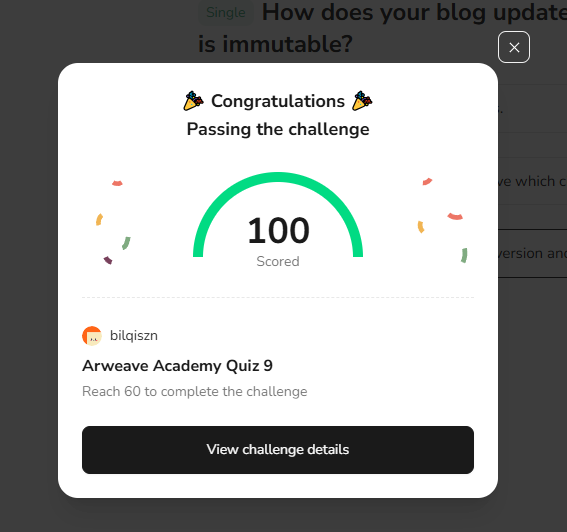 Single How does your blog update
is immutable?
Congratulations
Passing the challenge
ve which c
version and
100
Scored
bilqiszn
Arweave Academy Quiz 9
Reach 60 to complete the challenge
View challenge details